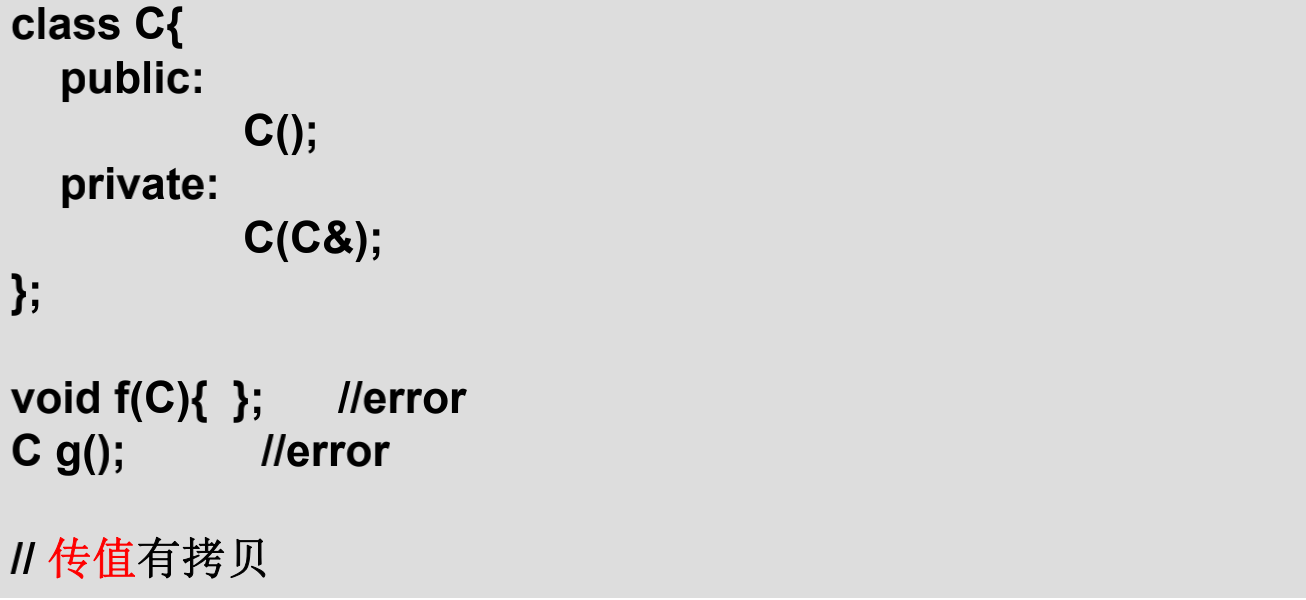 class C{
public:
C();
private:
C(C&);
};
void f(C){ }; //error
C g(); //error
// 传值有拷贝